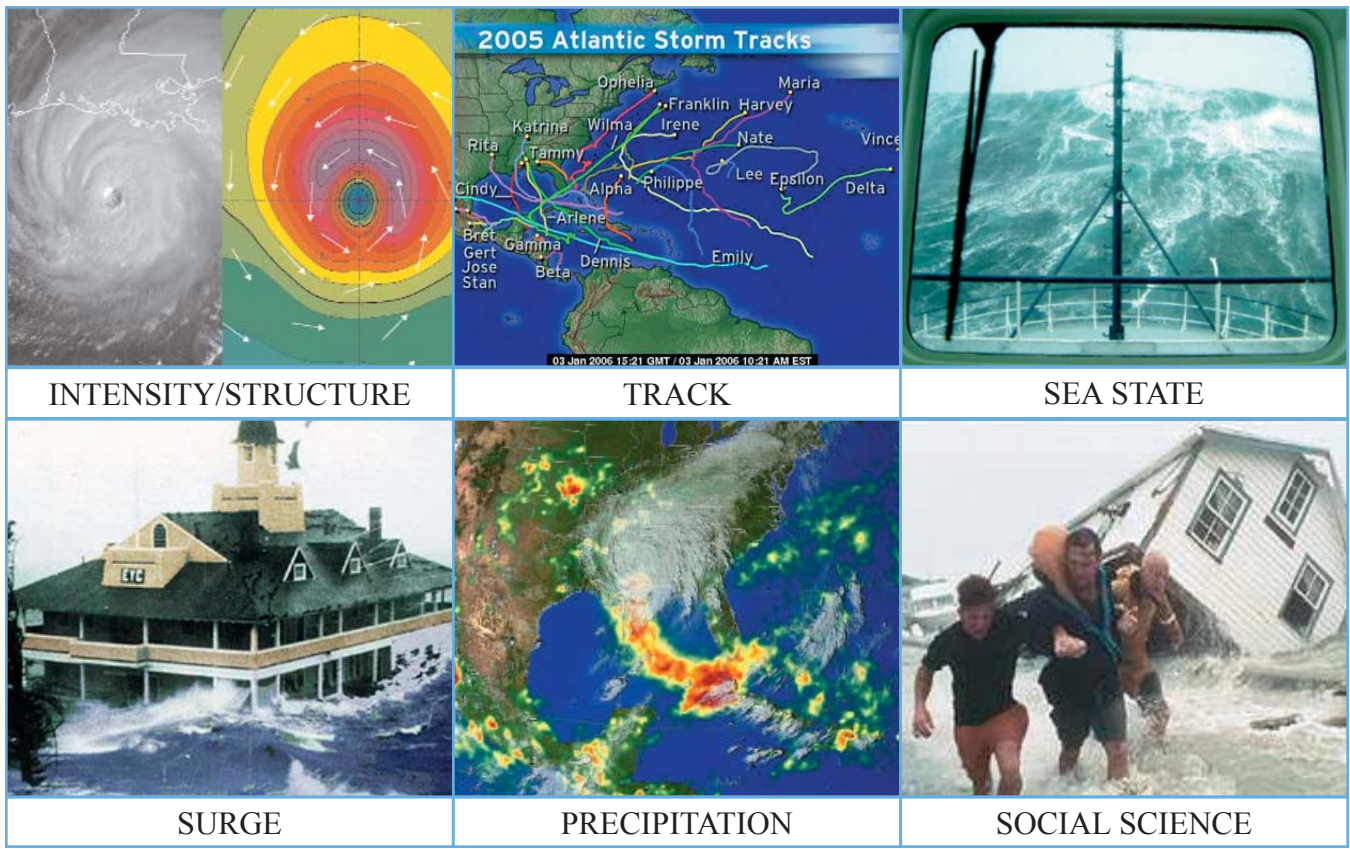 2005 Atlantic Storm Tracks
Maria
Ophelia
Franklin Harvey
Katrina Wilma Irene
Rita Tammy Nate
Vince
Cindy Alpha Philippe Lee Epsilon Delta
Arlene
Bret Gamma Emily
Gert Dennis
Jose Beta
Stan
03 Jan 2006 15:21 GMT / 03 Jan 2006 10:21 AM EST
INTENSITY/STRUCTURE
TRACK
SEA STATE
EYC
SURGE
PRECIPITATION
SOCIAL SCIENCE